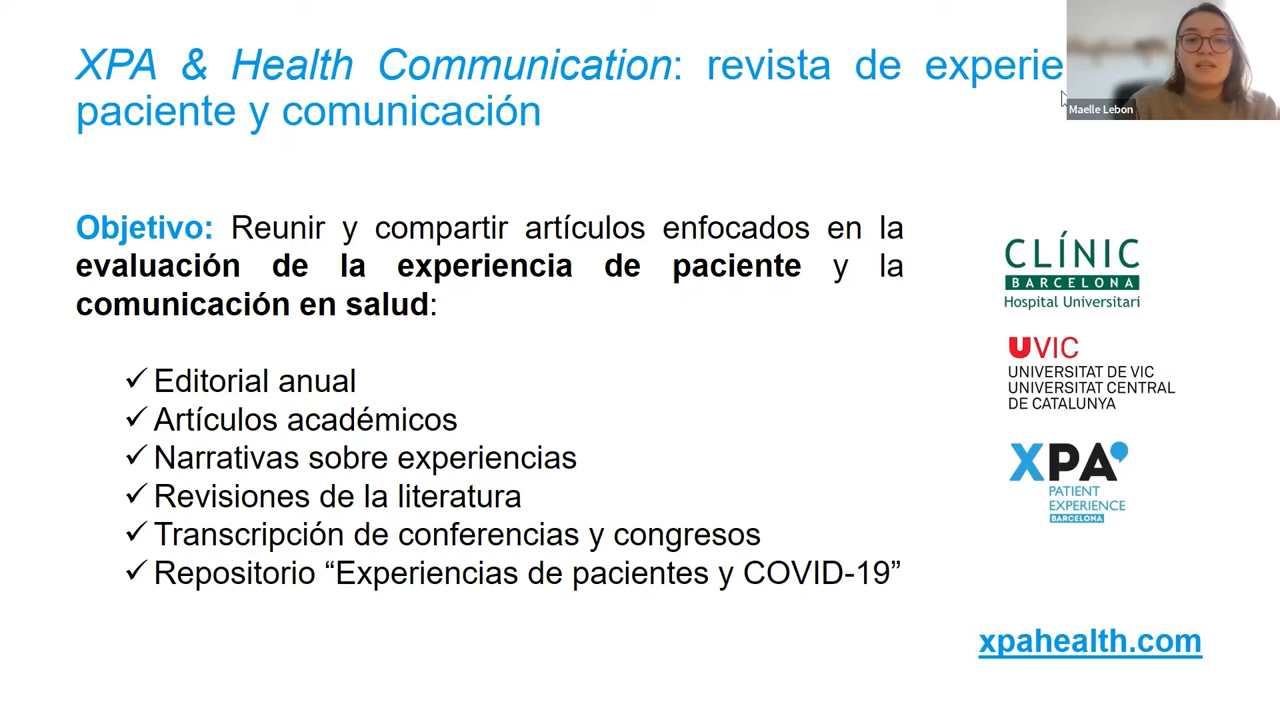 XPA & Health Communication: revista de experie
paciente y comunicación
Maelle Lebon
Objetivo: Reunir y compartir artículos enfocados en la
evaluación de la experiencia de paciente y la
comunicación en salud:
✓ Editorial anual
✓ Artículos académicos
✓ Narrativas sobre experiencias
✓ Revisiones de la literatura
✓ Transcripción de conferencias y congresos
✓ Repositorio “Experiencias de pacientes y COVID-19”
CLÍNIC
BARCELONA
Hospital Universitari
UVIC
UNIVERSITAT DE VIC
UNIVERSITAT CENTRAL
DE CATALUNYA
XPA
PATIENT
EXPERIENCE
BARCELONA
xpahealth.com